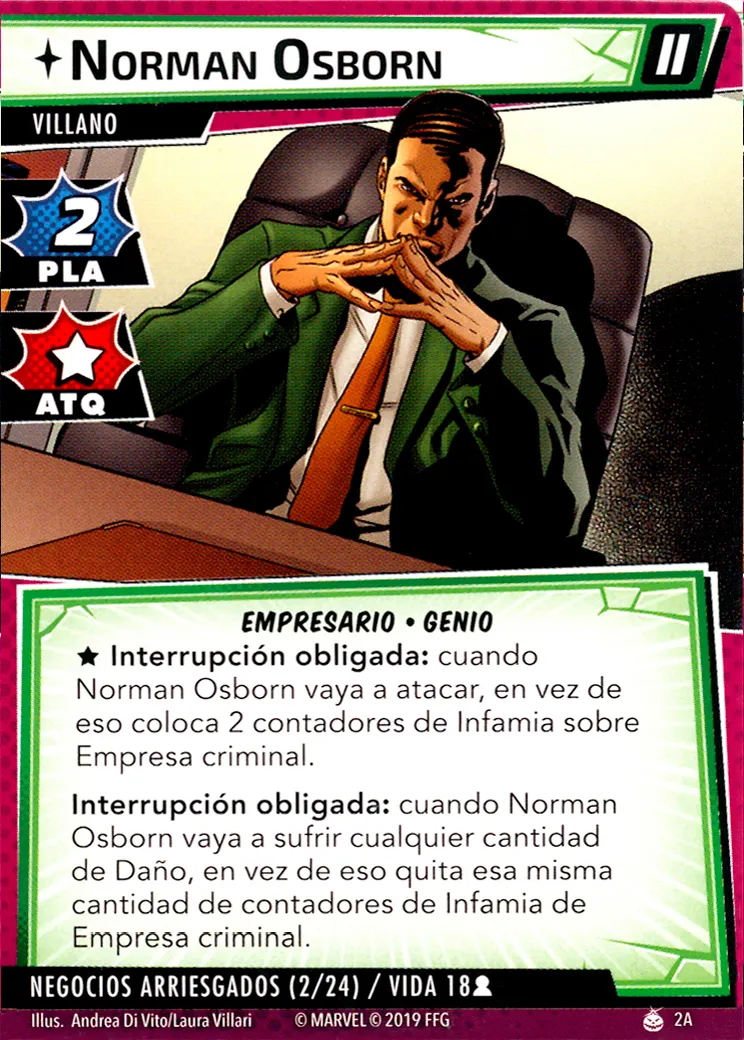 NORMAN OSBORN
II
VILLANO
2
PLA
ATQ
EMPRESARIO • GENIO
★ Interrupción obligada: cuando
Norman Osborn vaya a atacar, en vez de
eso coloca 2 contadores de Infamia sobre
Empresa criminal.
Interrupción obligada: cuando Norman
Osborn vaya a sufrir cualquier cantidad
de Daño, en vez de eso quita esa misma
cantidad de contadores de Infamia de
Empresa criminal.
NEGOCIOS ARRIESGADOS (2/24) / VIDA 18
Illus. Andrea Di Vito/Laura Villari © MARVEL © 2019 FFG 2A